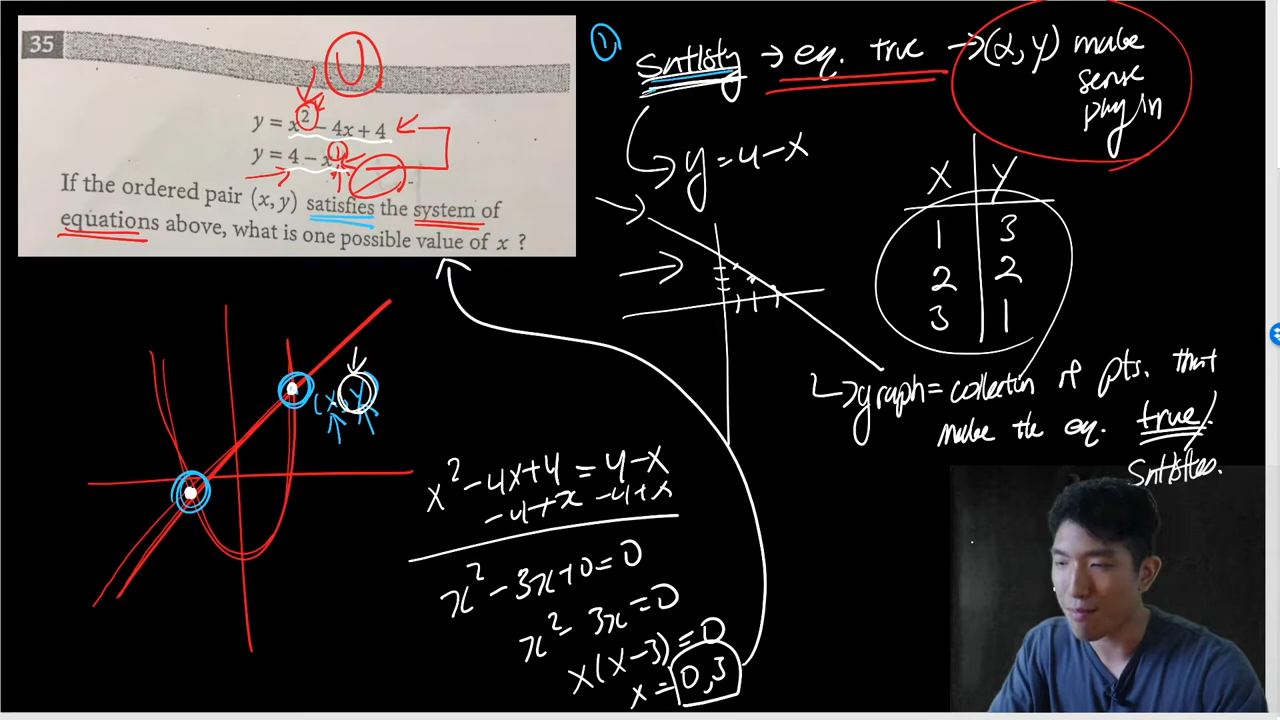 35
y = x² - 4x + 4
y = 4 - x
If the ordered pair (x, y) satisfies the system of
equations above, what is one possible value of x ?
(x, y)
①
Satisfy → eq. true → (x, y) make
sense
plug in
y = 4 - x
X Y
1 3
2 2
3 1
graph = collection of pts. that
make the eq. true/
Satisfies.
x² - 4x + 4 = 4 - x
-4 + x -4 + x
x² - 3x + 0 = 0
x² - 3x = 0
x(x - 3) = 0
x = 0, 3